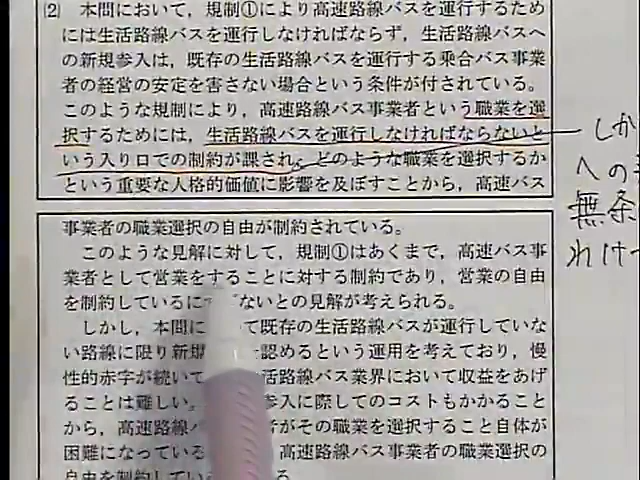 (2) 本問において，規制①により高速路線バスを運行するため
には生活路線バスを運行しなければならず，生活路線バスへ
の新規参入は，既存の生活路線バスを運行する乗合バス事業
者の経営の安定を害さない場合という条件が付されている。
このような規制により，高速路線バス事業者という職業を選
択するためには，生活路線バスを運行しなければならないと
いう入り口での制約が課され，どのような職業を選択するか
という重要な人格的価値に影響を及ぼすことから，高速バス
事業者の職業選択の自由が制約されている。
このような見解に対して，規制①はあくまで，高速バス事
業者として営業をすることに対する制約であり，営業の自由
を制約しているに ないとの見解が考えられる。
しかし，本問に て既存の生活路線バスが運行していな
い路線に限り新規 認めるという運用を考えており，慢
性的赤字が続いて 活路線バス業界において収益をあげ
ることは難しい。 参入に際してのコストもかかること
から，高速路線バ 者がその職業を選択すること自体が
困難になっている 高速路線バス事業者の職業選択の
自由を制約してい る
しか
への
無条
れけ